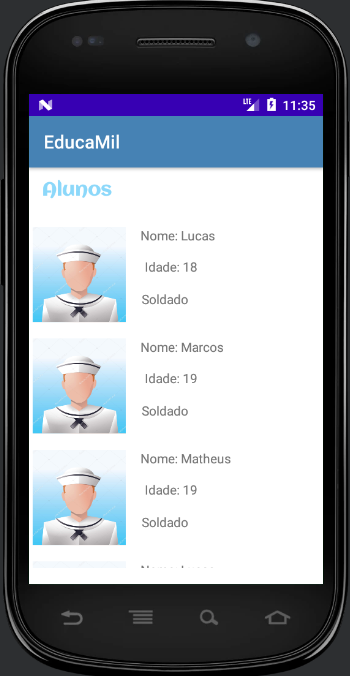 LTE 11:35
EducaMil
Alunos
Nome: Lucas
Idade: 18
Soldado
Nome: Marcos
Idade: 19
Soldado
Nome: Matheus
Idade: 19
Soldado